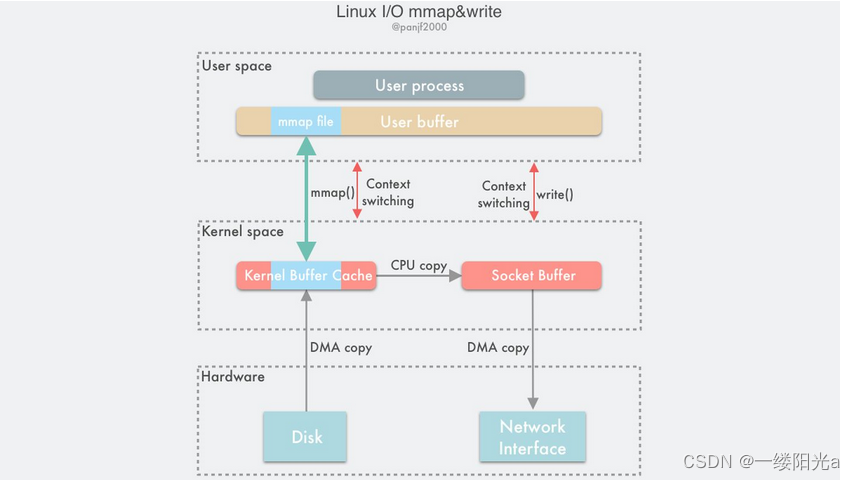 Linux I/O mmap&write
@panjf2000
User space
User process
mmap file
User buffer
mmap()
Context
switching
Context
switching
write()
Kernel space
Kernel Buffer Cache
CPU copy
Socket Buffer
DMA copy
DMA copy
Hardware
Disk
Network
Interface
CSDN @一缕阳光a